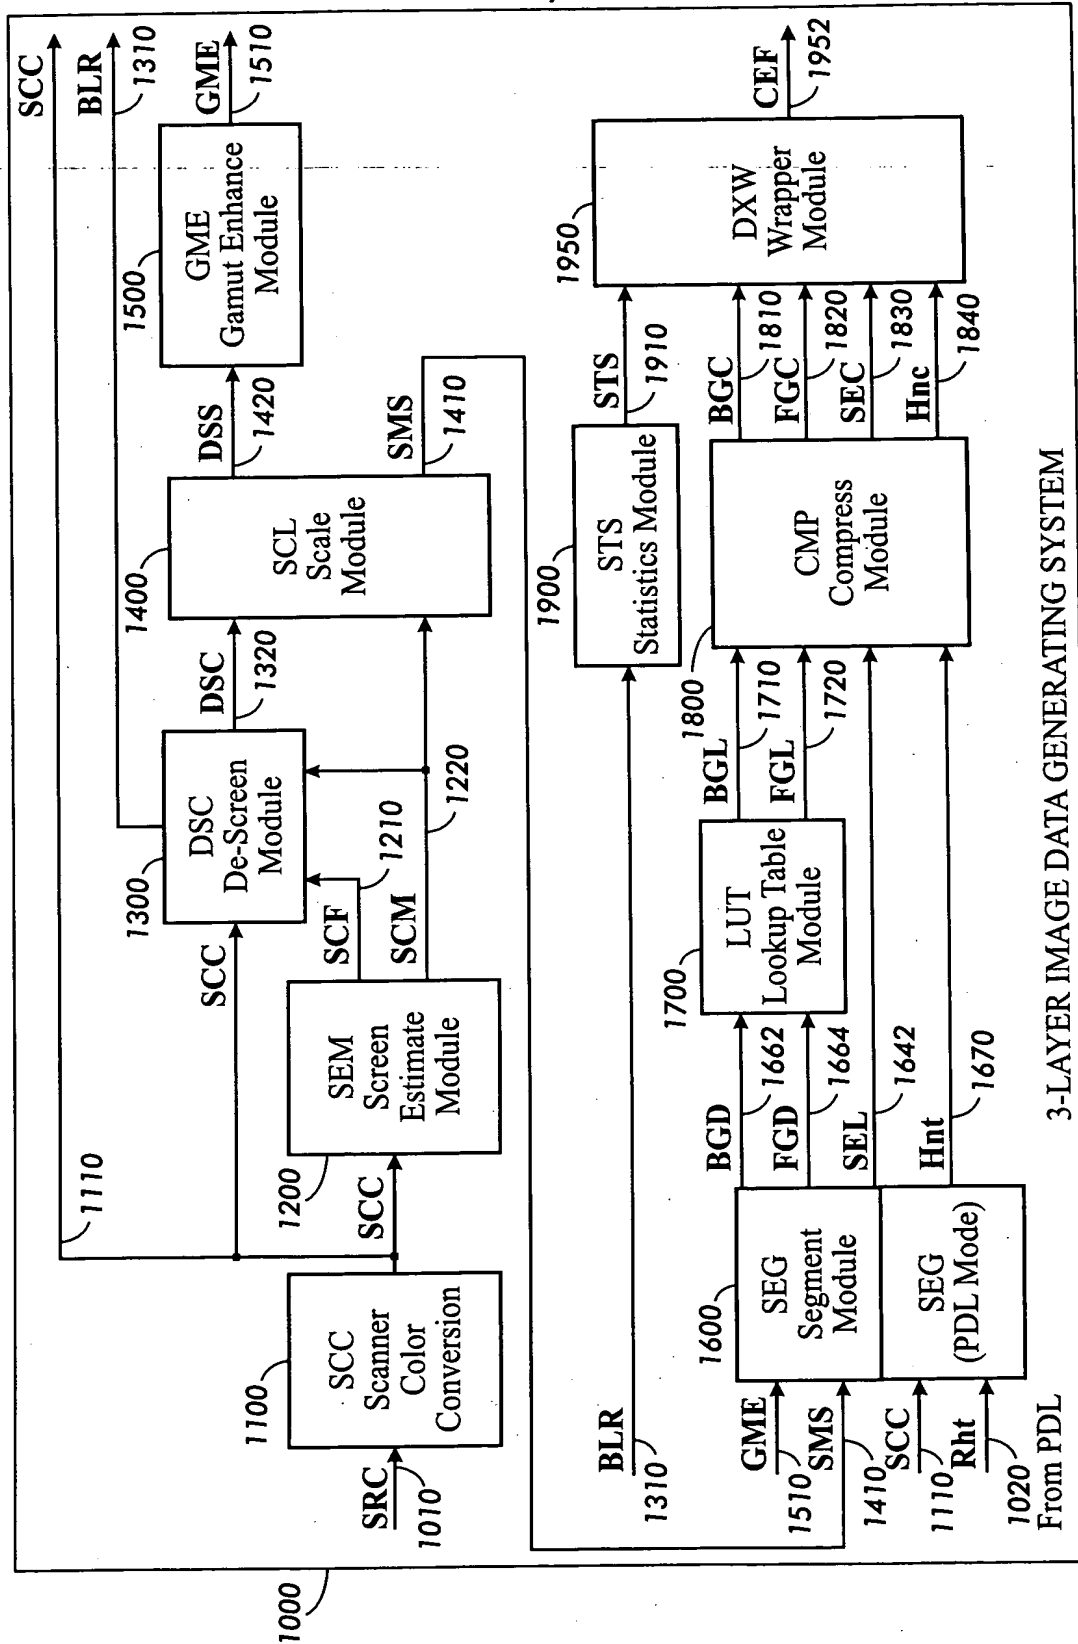 SCC
BLR
1310
GME
1510
1110
1500
GME
Gamut Enhance
Module
DSS
1420
SMS
1410
1400
SCL
Scale
Module
DSC
1320
1300
DSC
De-Screen
Module
SCC
SCF
1210
SCM
1220
1200
SEM
Screen
Estimate
Module
SCC
1100
SCC
Scanner
Color
Conversion
SRC
1010
1000
BLR
1310
1900
STS
Statistics Module
STS
1910
1950
DXW
Wrapper
Module
CEF
1952
GME
1510
SMS
1410
SCC
1110
Rht
1020
From PDL
1600
SEG
Segment
Module
SEG
(PDL Mode)
BGD
1662
FGD
1664
SEL
1642
Hnt
1670
1700
LUT
Lookup Table
Module
BGL
1710
FGL
1720
1800
CMP
Compress
Module
BGC
1810
FGC
1820
SEC
1830
Hnc
1840
3-LAYER IMAGE DATA GENERATING SYSTEM